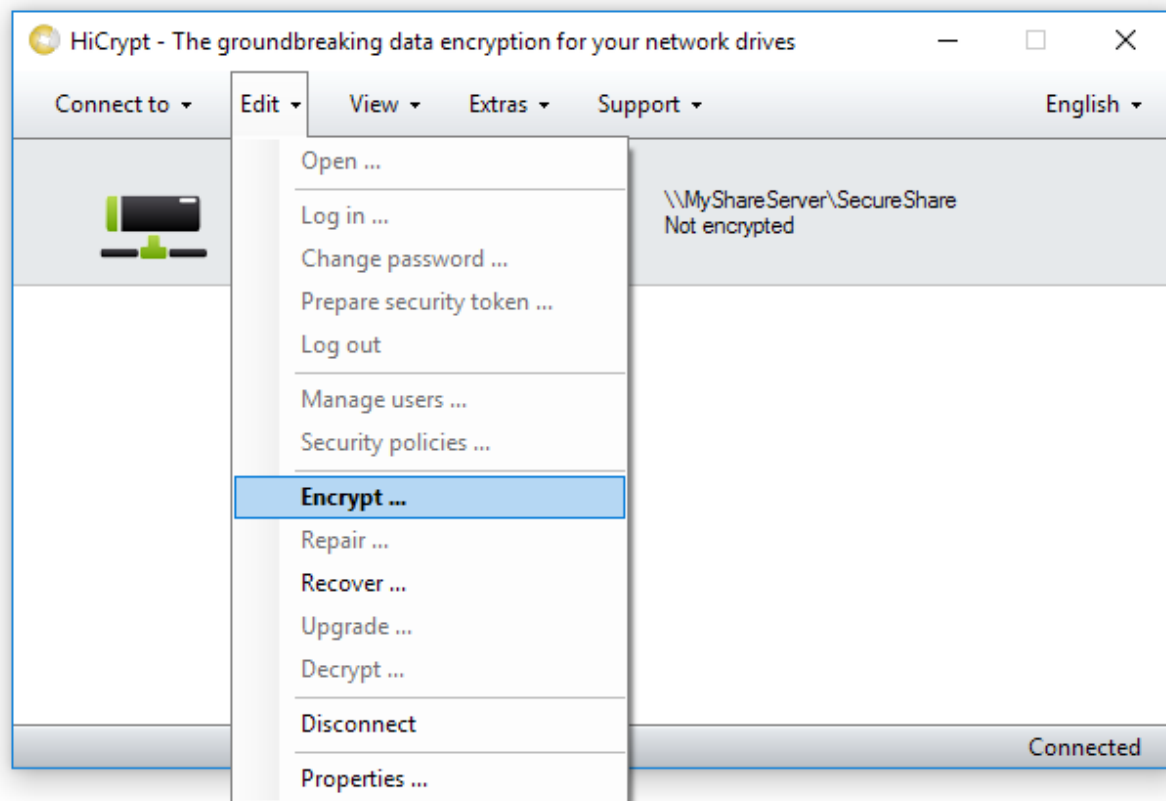 HiCrypt - The groundbreaking data encryption for your network drives
Connect to Edit View Extras Support English
Open ...
\\MyShareServer\SecureShare
Not encrypted
Log in ...
Change password ...
Prepare security token ...
Log out
Manage users ...
Security policies ...
Encrypt ...
Repair ...
Recover ...
Upgrade ...
Decrypt ...
Disconnect
Properties ...
Connected